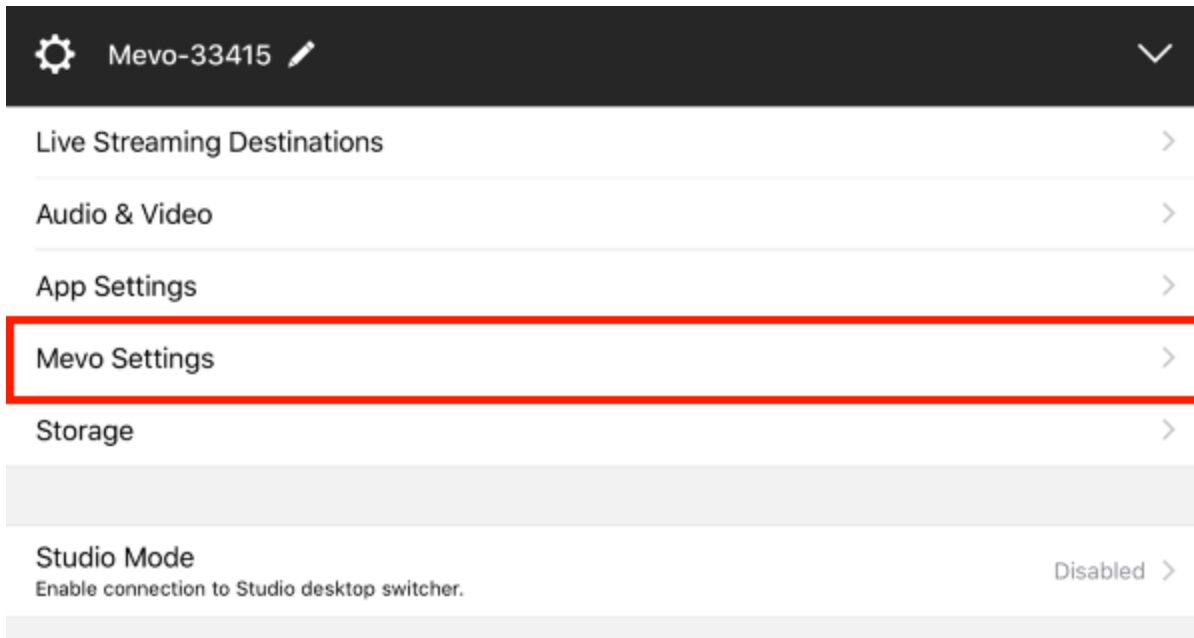 Mevo-33415
Live Streaming Destinations
Audio & Video
App Settings
Mevo Settings
Storage
Studio Mode
Disabled
Enable connection to Studio desktop switcher.